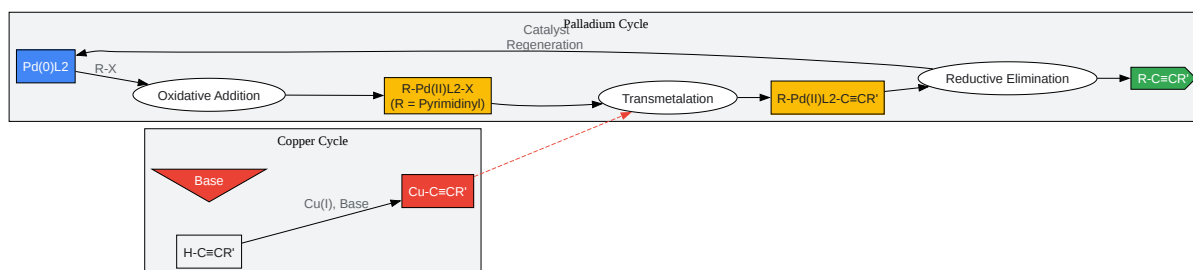 Palladium Cycle
Catalyst
Regeneration
Pd(0)L2
R-X
Oxidative Addition
R-Pd(II)L2-X
(R = Pyrimidinyl)
Transmetalation
R-Pd(II)L2-C≡CR'
Reductive Elimination
R-C≡CR'
Copper Cycle
Base
Cu(I), Base
Cu-C≡CR'
H-C≡CR'